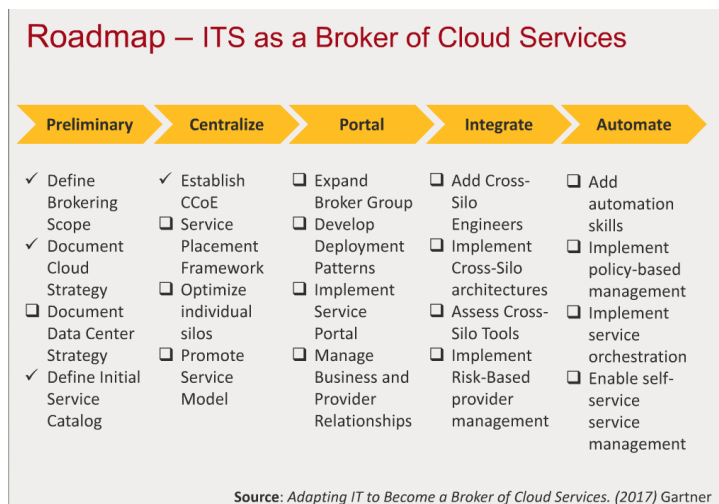 Roadmap – ITS as a Broker of Cloud Services
Preliminary
Centralize
Portal
Integrate
Automate
✓ Define
Brokering
Scope
✓ Document
Cloud
Strategy
❑ Document
Data Center
Strategy
✓ Define Initial
Service
Catalog
✓ Establish
CCoE
❑ Service
Placement
Framework
❑ Optimize
individual
silos
❑ Promote
Service
Model
❑ Expand
Broker Group
❑ Develop
Deployment
Patterns
❑ Implement
Service
Portal
❑ Manage
Business and
Provider
Relationships
❑ Add Cross-
Silo
Engineers
❑ Implement
Cross-Silo
architectures
❑ Assess Cross-
Silo Tools
❑ Implement
Risk-Based
provider
management
❑ Add
automation
skills
❑ Implement
policy-based
management
❑ Implement
service
orchestration
❑ Enable self-
service
service
management
Source: Adapting IT to Become a Broker of Cloud Services. (2017) Gartner